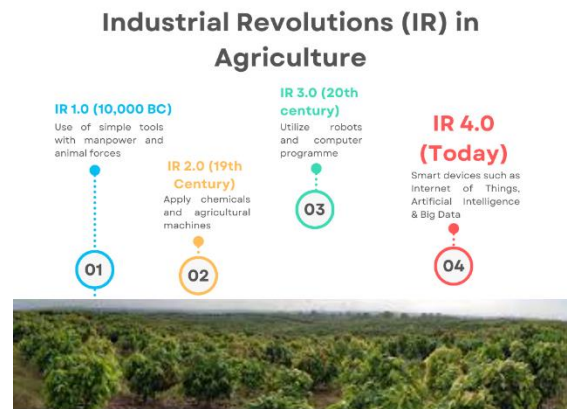 Industrial Revolutions (IR) in
Agriculture
IR 1.0 (10,000 BC)
Use of simple tools
with manpower and
animal forces
01
IR 2.0 (19th
Century)
Apply chemicals
and agricultural
machines
02
IR 3.0 (20th
century)
Utilize robots
and computer
programme
03
IR 4.0
(Today)
Smart devices such as
Internet of Things,
Artificial Intelligence
& Big Data
04